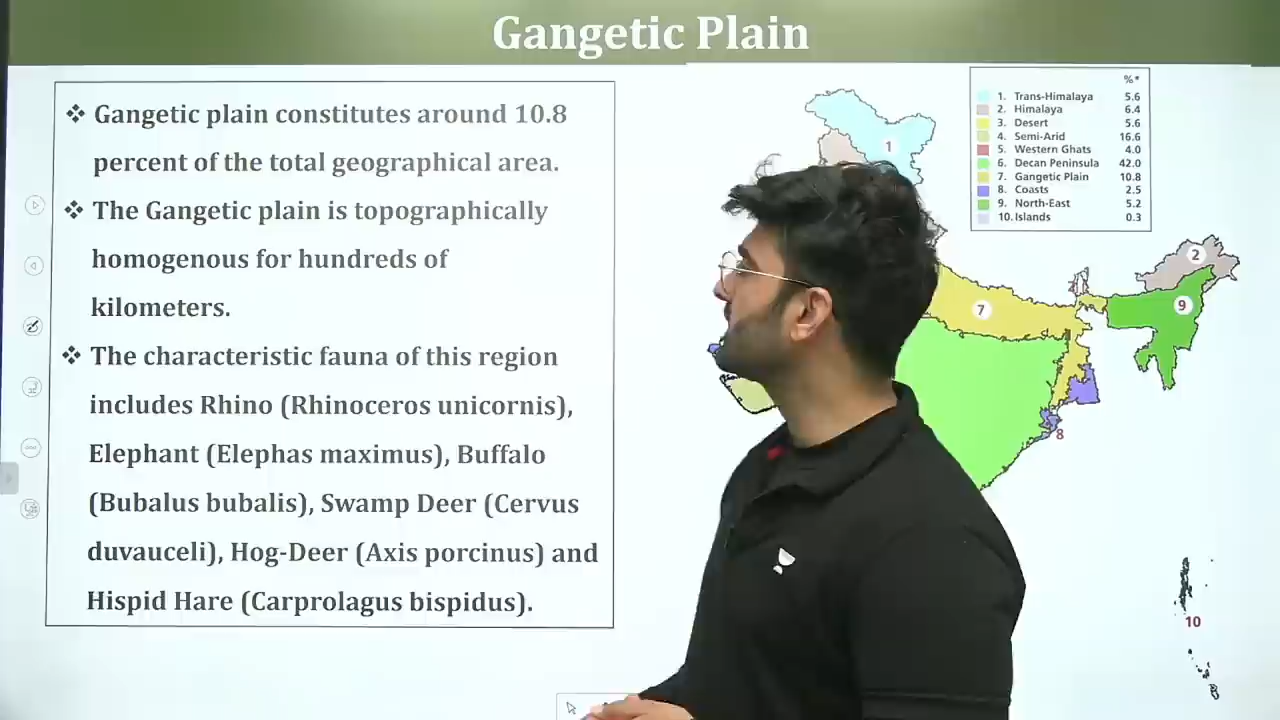 Gangetic Plain
❖ Gangetic plain constitutes around 10.8
percent of the total geographical area.
❖ The Gangetic plain is topographically
homogenous for hundreds of
kilometers.
❖ The characteristic fauna of this region
includes Rhino (Rhinoceros unicornis),
Elephant (Elephas maximus), Buffalo
(Bubalus bubalis), Swamp Deer (Cervus
duvauceli), Hog-Deer (Axis porcinus) and
Hispid Hare (Carprolagus bispidus).
%*
1. Trans-Himalaya 5.6
2. Himalaya 6.4
3. Desert 5.6
4. Semi-Arid 16.6
5. Western Ghats 4.0
6. Decan Peninsula 42.0
7. Gangetic Plain 10.8
8. Coasts 2.5
9. North-East 5.2
10. Islands 0.3
1
2
7
9
8
10